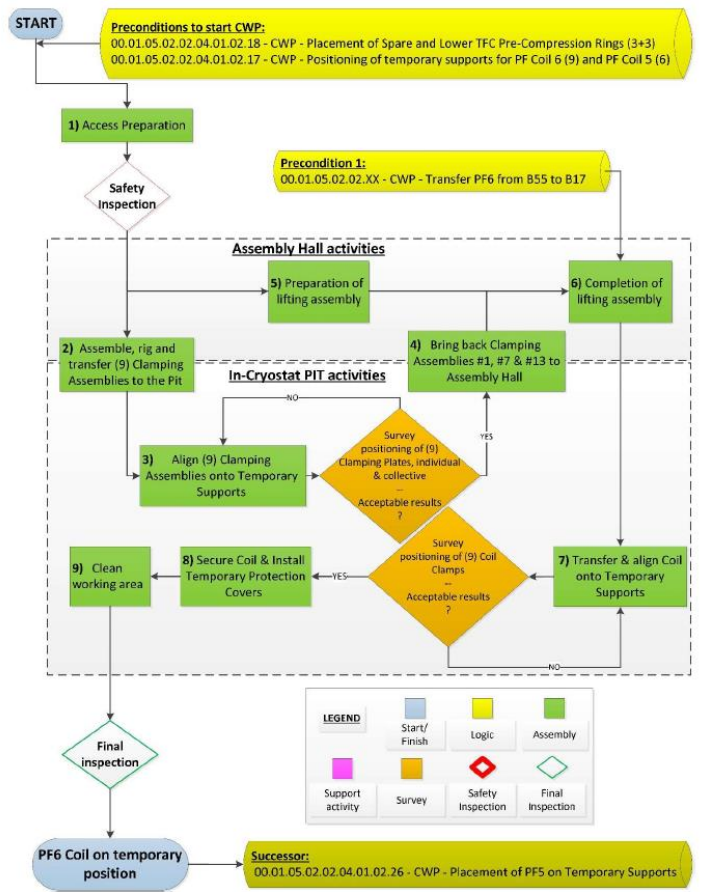 START
Preconditions to start CWP:
00.01.05.02.02.04.01.02.18 - CWP - Placement of Spare and Lower TFC Pre-Compression Rings (3+3)
00.01.05.02.02.04.01.02.17 - CWP - Positioning of temporary supports for PF Coil 6 (9) and PF Coil 5 (6)
1) Access Preparation
Safety
Inspection
Precondition 1:
00.01.05.02.02.XX - CWP - Transfer PF6 from B55 to B17
Assembly Hall activities
5) Preparation of
lifting assembly
6) Completion of
lifting assembly
2) Assemble, rig and
transfer (9) Clamping
Assemblies to the Pit
4) Bring back Clamping
Assemblies #1, #7 & #13 to
Assembly Hall
In-Cryostat PIT activities
NO
YES
3) Align (9) Clamping
Assemblies onto Temporary
Supports
Survey
positioning of (9)
Clamping Plates, individual
& collective
...
Acceptable results
?
9) Clean
working area
8) Secure Coil & Install
Temporary Protection
Covers
YES
Survey
positioning of (9) Coil
Clamps
...
Acceptable results
?
7) Transfer & align Coil
onto Temporary
Supports
NO
Final
inspection
LEGEND
Start/
Finish
Logic
Assembly
Support
activity
Survey
Safety
Inspection
Final
Inspection
PF6 Coil on temporary
position
Successor:
00.01.05.02.02.04.01.02.26 - CWP - Placement of PF5 on Temporary Supports